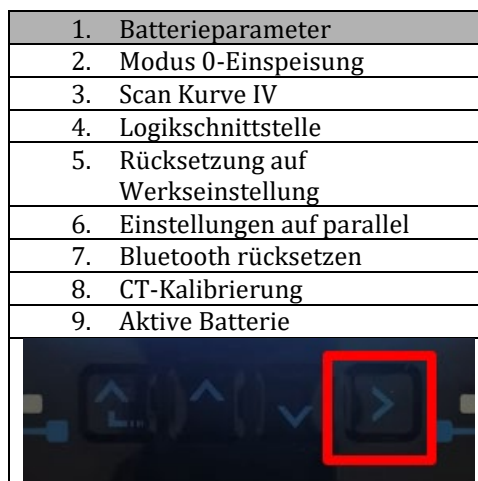 1. Batterieparameter
2. Modus 0-Einspeisung
3. Scan Kurve IV
4. Logikschnittstelle
5. Rücksetzung auf
Werkseinstellung
6. Einstellungen auf parallel
7. Bluetooth rücksetzen
8. CT-Kalibrierung
9. Aktive Batterie